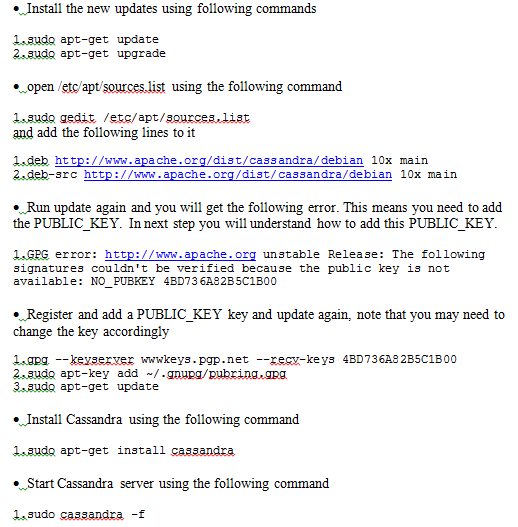 • Install the new updates using following commands
1.sudo apt-get update
2.sudo apt-get upgrade
• open /etc/apt/sources.list using the following command
1.sudo gedit /etc/apt/sources.list
and add the following lines to it
1.deb http://www.apache.org/dist/cassandra/debian 10x main
2.deb-src http://www.apache.org/dist/cassandra/debian 10x main
• Run update again and you will get the following error. This means you need to add
the PUBLIC_KEY. In next step you will understand how to add this PUBLIC_KEY.
1.GPG error: http://www.apache.org unstable Release: The following
signatures couldn't be verified because the public key is not
available: NO_PUBKEY 4BD736A82B5C1B00
• Register and add a PUBLIC_KEY key and update again, note that you may need to
change the key accordingly
1.gpg --keyserver wwwkeys.pgp.net --recv-keys 4BD736A82B5C1B00
2.sudo apt-key add ~/.gnupg/pubring.gpg
3.sudo apt-get update
• Install Cassandra using the following command
1.sudo apt-get install cassandra
• Start Cassandra server using the following command
1.sudo cassandra -f